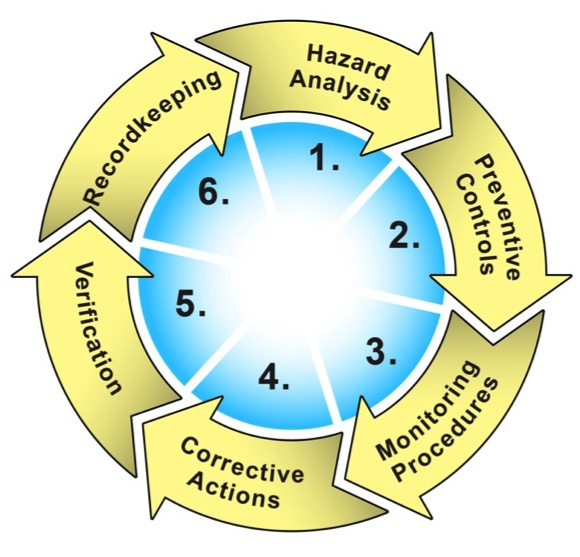 Hazard
Analysis
1.
Preventive
Controls
2.
Monitoring
Procedures
3.
Corrective
Actions
4.
Verification
5.
Recordkeeping
6.